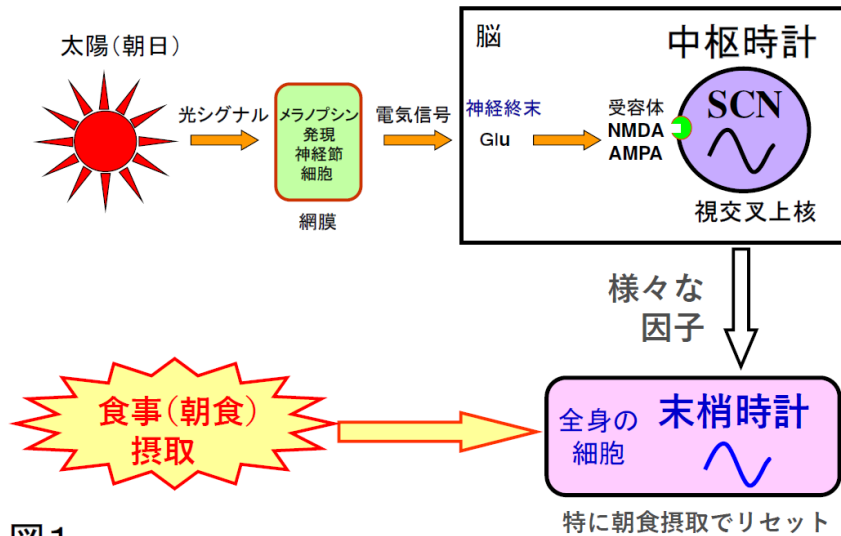 太陽(朝日)
光シグナル
メラノプシン
発現
神経節
細胞
網膜
電気信号
脳
神経終末
Glu
受容体
NMDA
AMPA
中枢時計
SCN
視交叉上核
様々な
因子
食事(朝食)
摂取
全身の
細胞
末梢時計
特に朝食摂取でリセット
図1